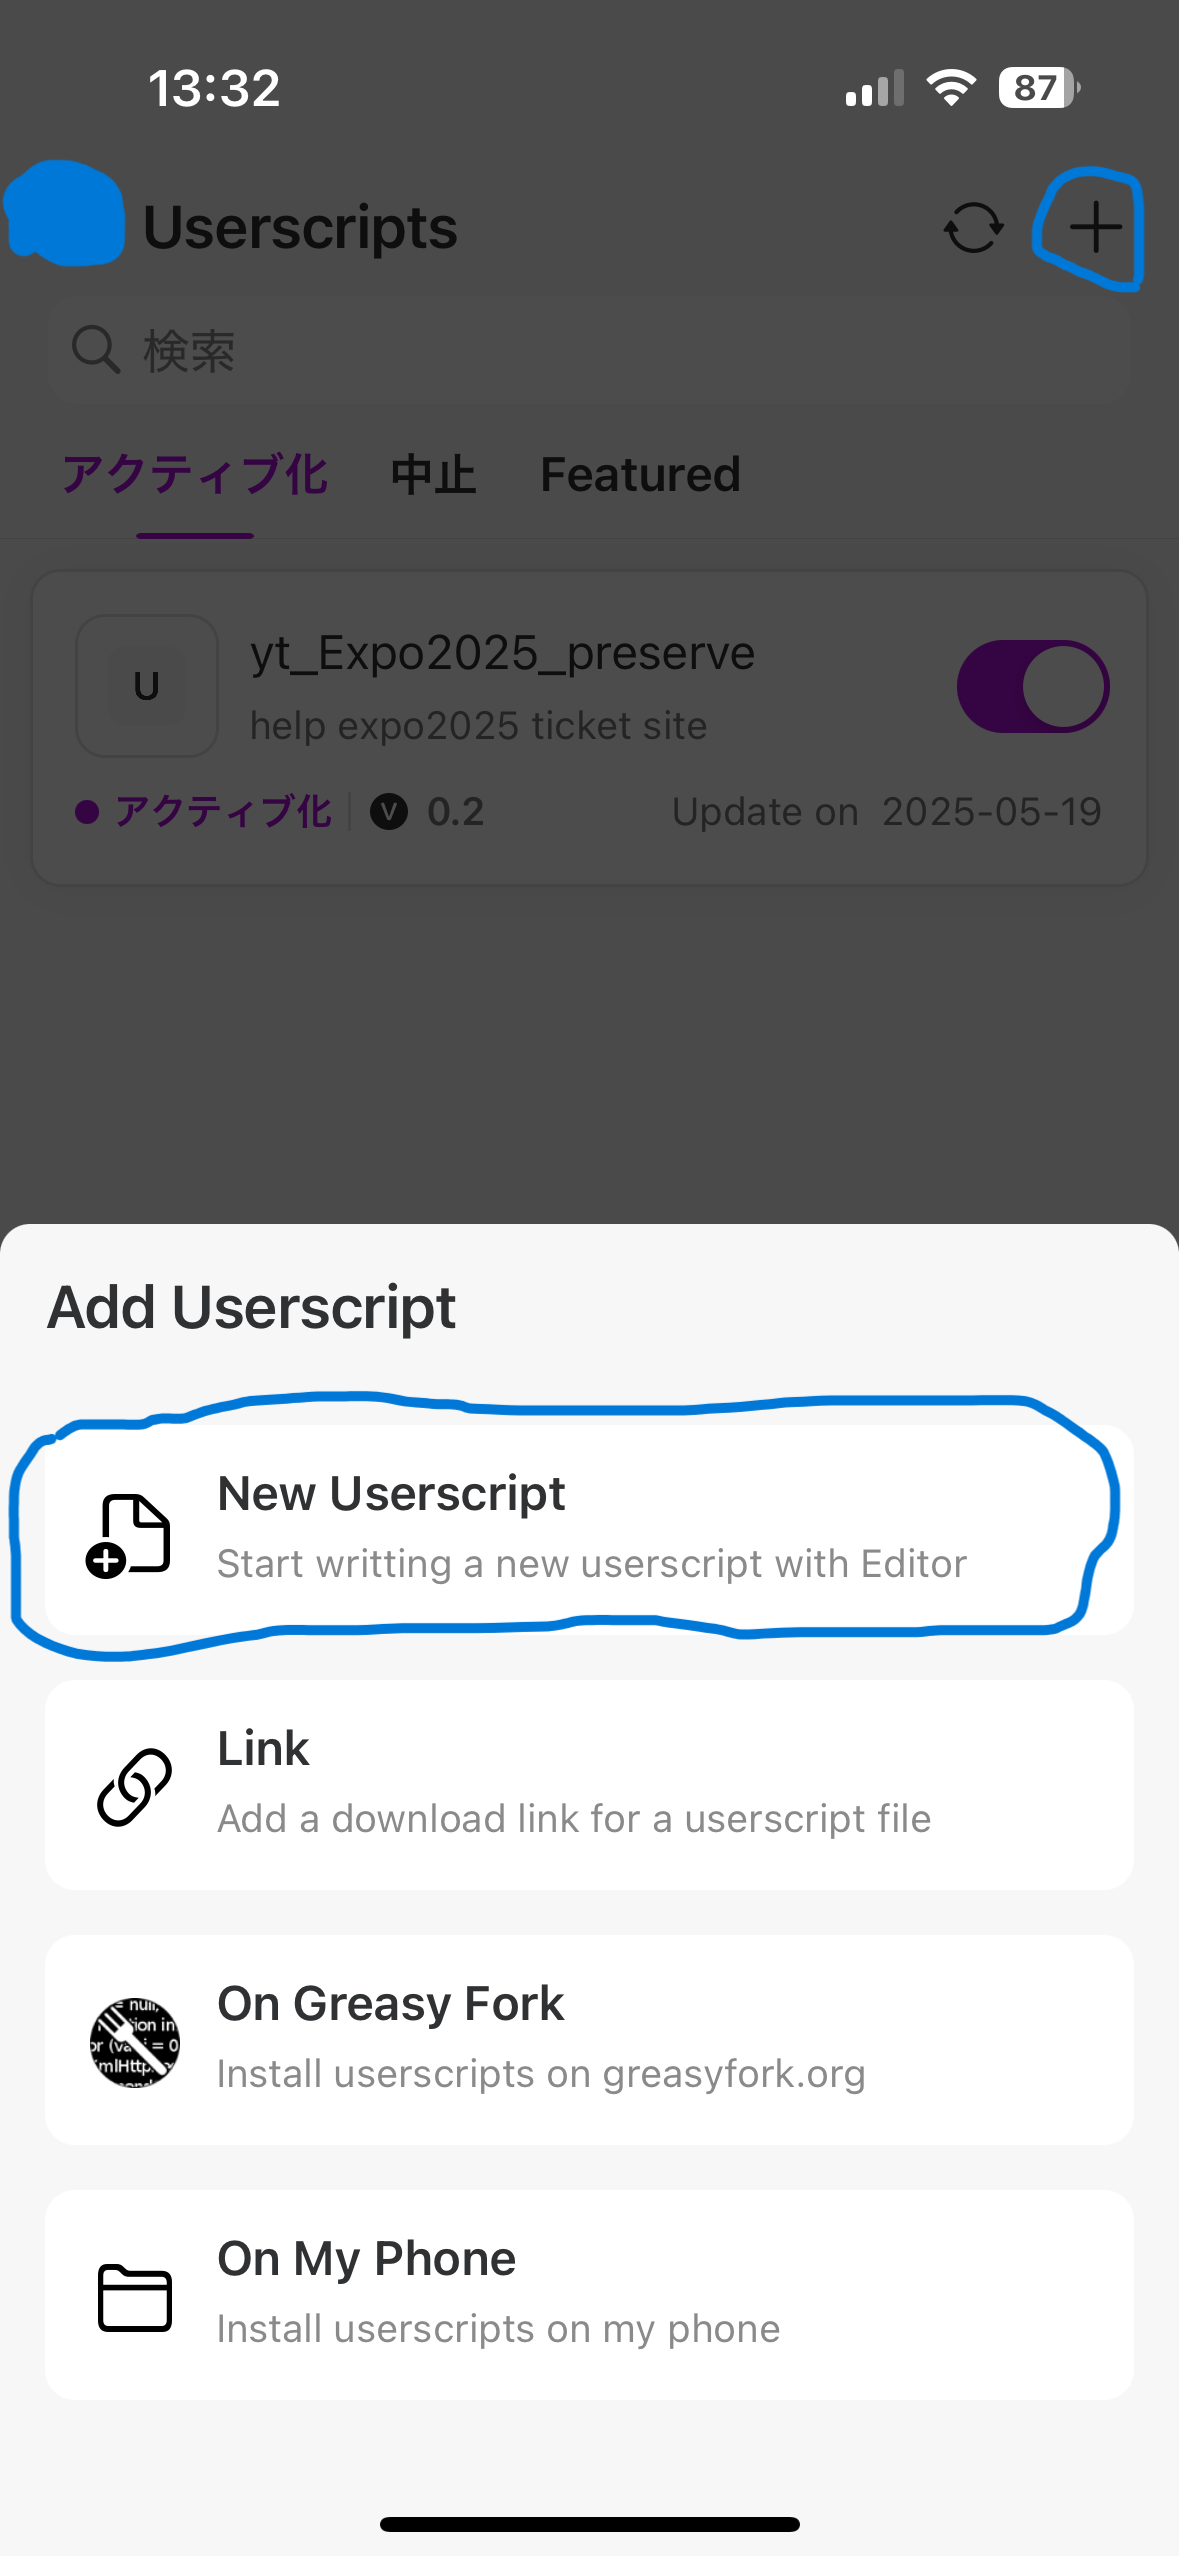 13:32
87
Userscripts
検索
アクティブ化 中止 Featured
U
yt_Expo2025_preserve
help expo2025 ticket site
アクティブ化 V 0.2 Update on 2025-05-19
Add Userscript
New Userscript
Start writting a new userscript with Editor
Link
Add a download link for a userscript file
On Greasy Fork
Install userscripts on greasyfork.org
On My Phone
Install userscripts on my phone